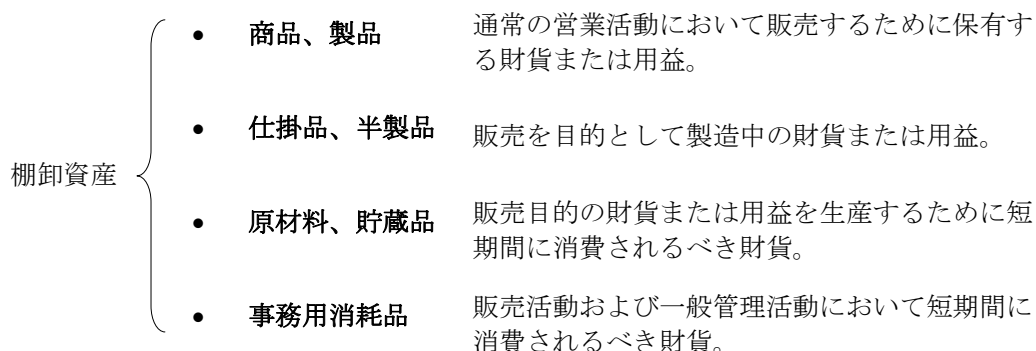 棚卸資産
• 商品、製品
通常の営業活動において販売するために保有す
る財貨または用益。
• 仕掛品、半製品
販売を目的として製造中の財貨または用益。
• 原材料、貯蔵品
販売目的の財貨または用益を生産するために短
期間に消費されるべき財貨。
• 事務用消耗品
販売活動および一般管理活動において短期間に
消費されるべき財貨。